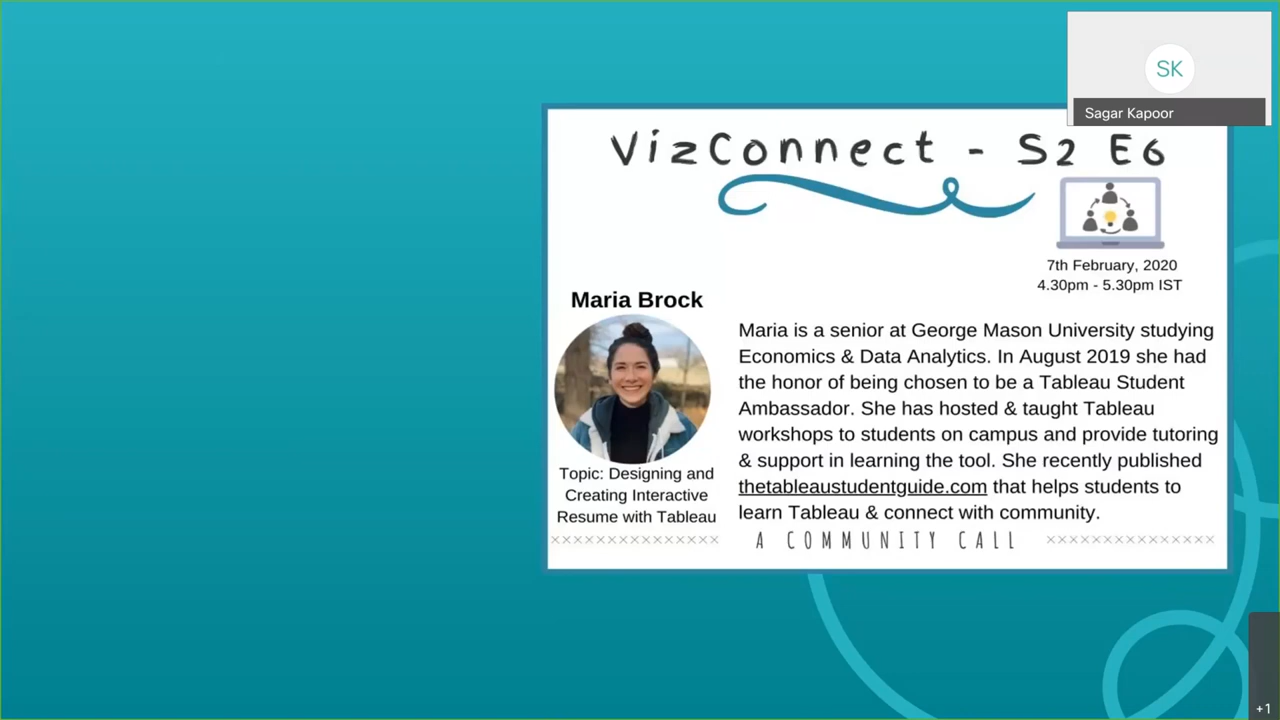 SK
Sagar Kapoor
VizConnect - S2 E6
7th February, 2020
4.30pm - 5.30pm IST
Maria Brock
Topic: Designing and
Creating Interactive
Resume with Tableau
Maria is a senior at George Mason University studying
Economics & Data Analytics. In August 2019 she had
the honor of being chosen to be a Tableau Student
Ambassador. She has hosted & taught Tableau
workshops to students on campus and provide tutoring
& support in learning the tool. She recently published
thetableaustudentguide.com that helps students to
learn Tableau & connect with community.
A COMMUNITY CALL
+1